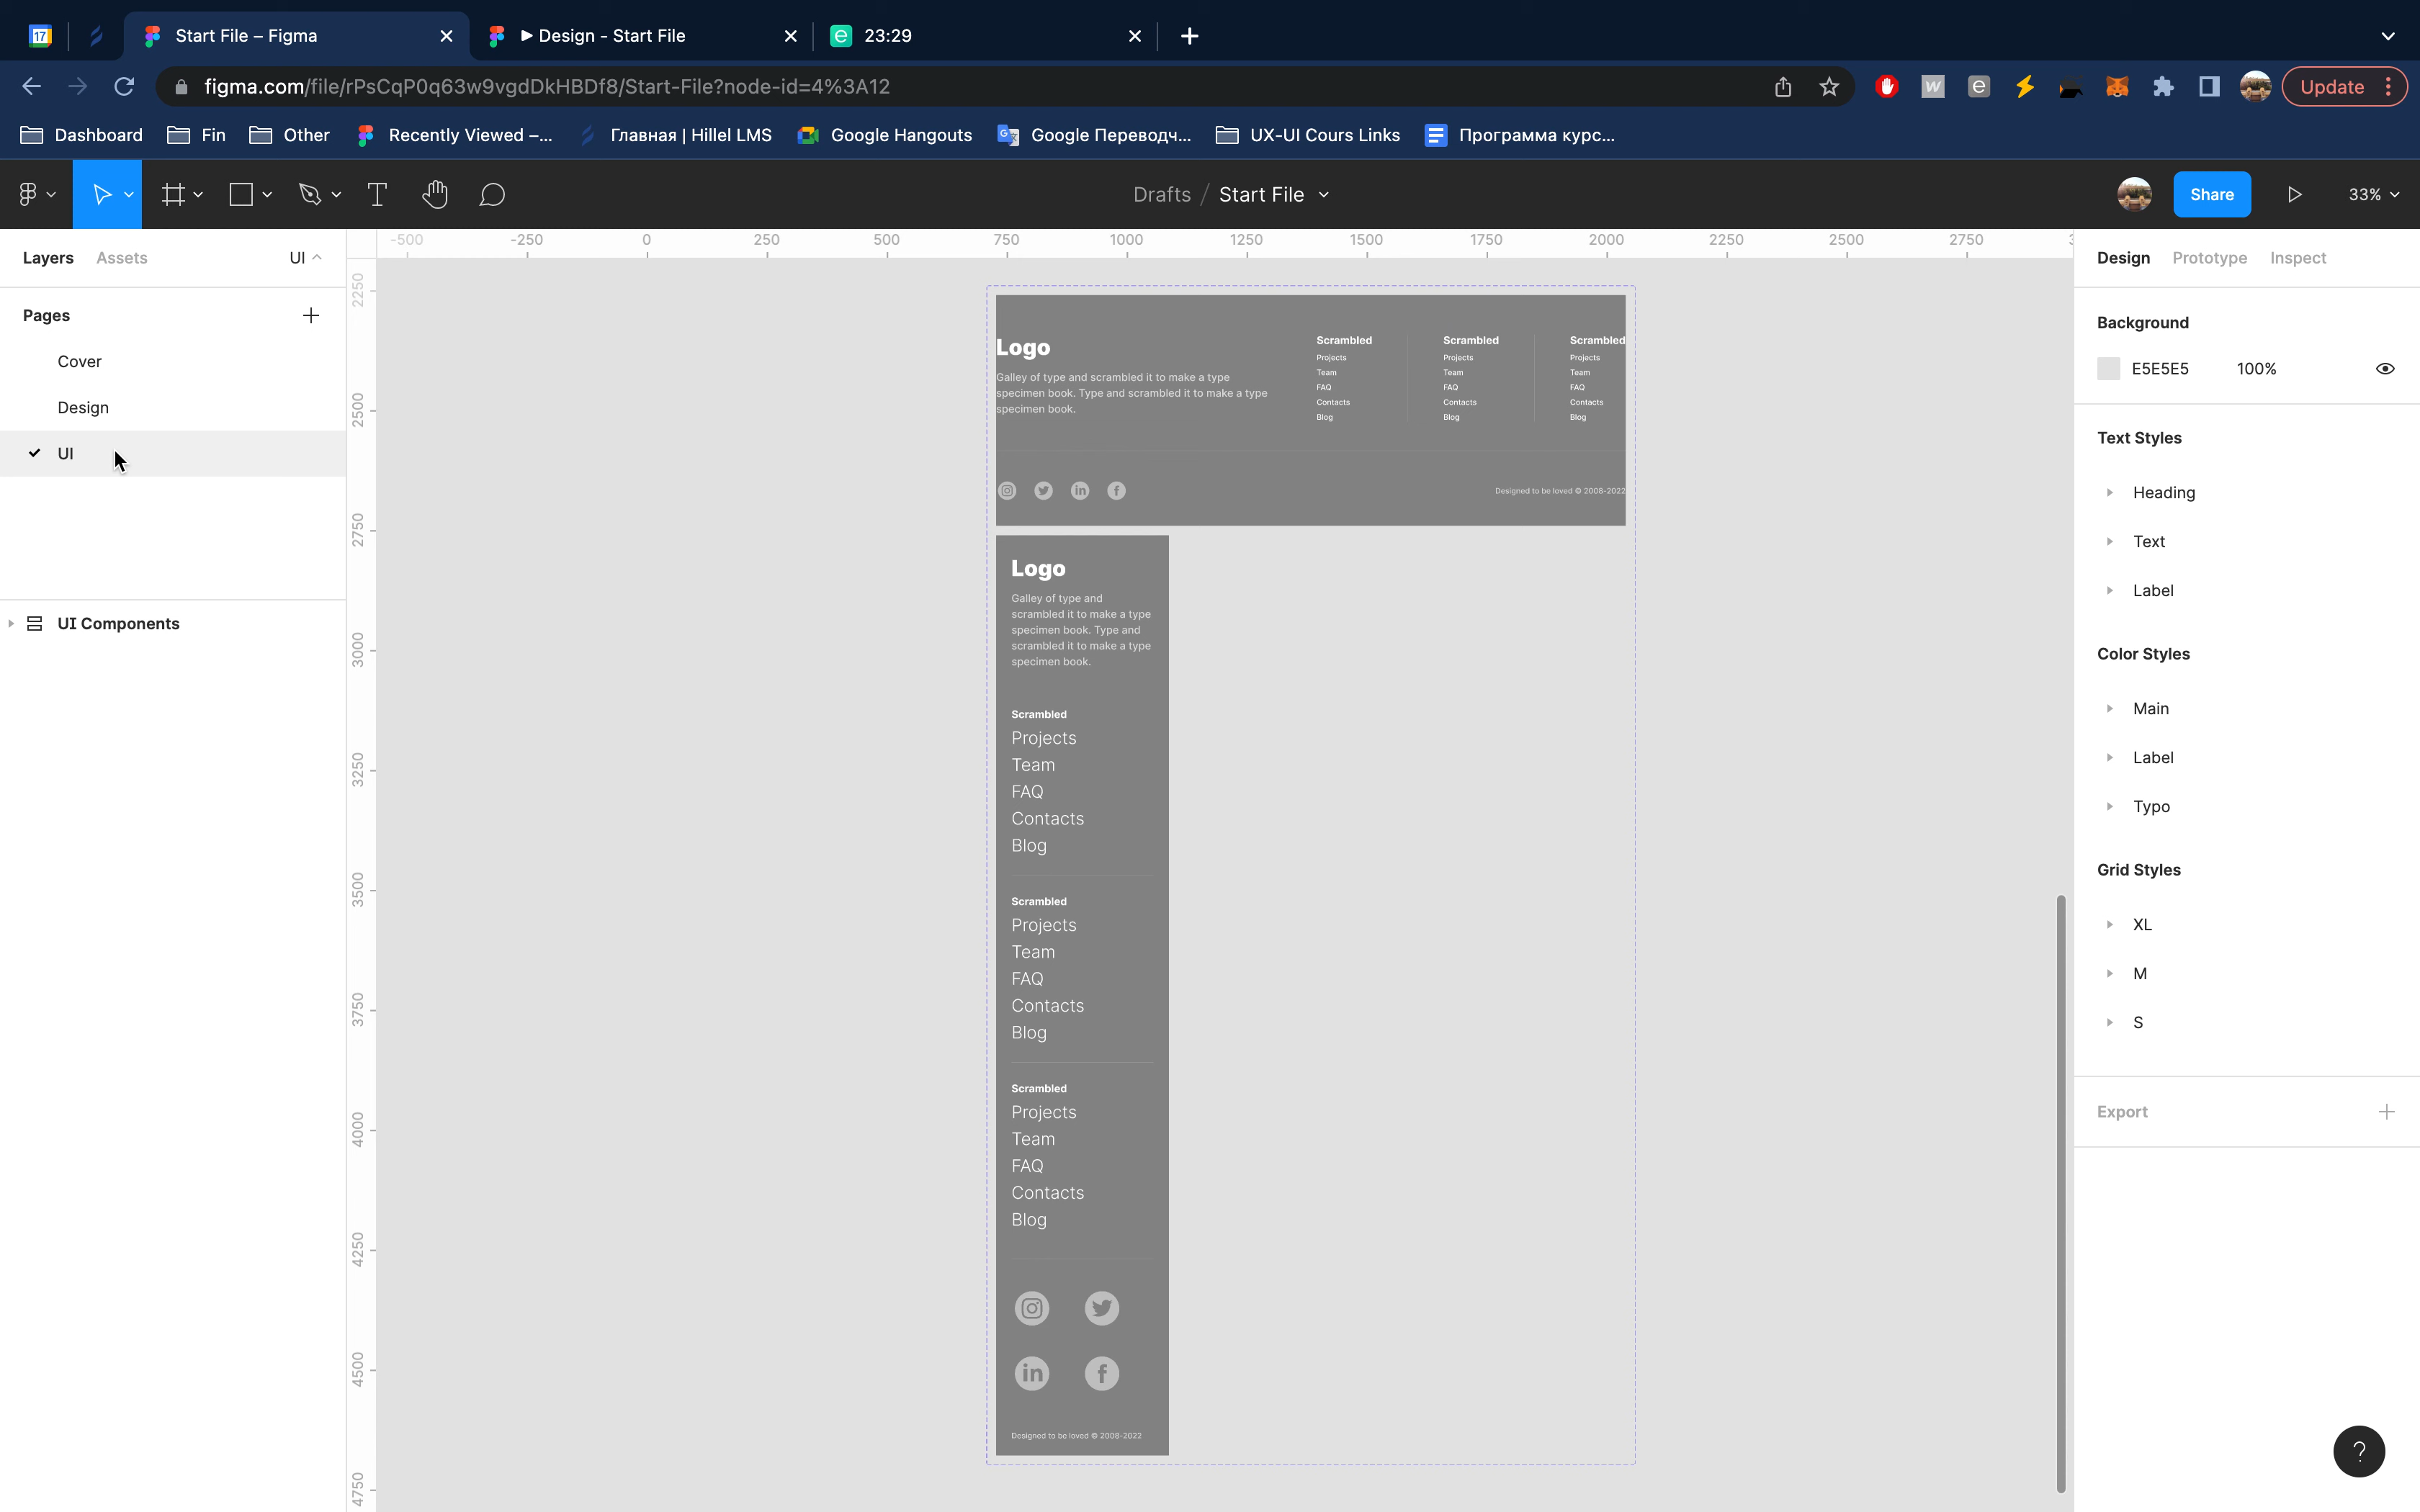 17
Start File – Figma
Design - Start File
e 23:29
figma.com/file/rPsCqP0q63w9vgdDkHBDf8/Start-File?node-id=4%3A12
w
e
Update
Dashboard
Fin
Other
Recently Viewed –...
Главная | Hillel LMS
Google Hangouts
Google Переводч...
UX-UI Cours Links
Программа курс...
T
Drafts / Start File
Share
33%
Layers
Assets
UI
-500
-250
0
250
500
750
1000
1250
1500
1750
2000
2250
2500
2750
Design
Prototype
Inspect
Pages
Cover
Design
UI
UI Components
2250
2500
2750
3000
3250
3500
3750
4000
4250
4500
4750
Logo
Galley of type and scrambled it to make a type
specimen book. Type and scrambled it to make a type
specimen book.
Scrambled
Projects
Team
FAQ
Contacts
Blog
Scrambled
Projects
Team
FAQ
Contacts
Blog
Scrambled
Projects
Team
FAQ
Contacts
Blog
in
f
Designed to be loved © 2008-2022
Logo
Galley of type and
scrambled it to make a type
specimen book. Type and
scrambled it to make a type
specimen book.
Scrambled
Projects
Team
FAQ
Contacts
Blog
Scrambled
Projects
Team
FAQ
Contacts
Blog
Scrambled
Projects
Team
FAQ
Contacts
Blog
in
f
Designed to be loved © 2008-2022
Background
E5E5E5
100%
Text Styles
Heading
Text
Label
Color Styles
Main
Label
Typo
Grid Styles
XL
M
S
Export
?